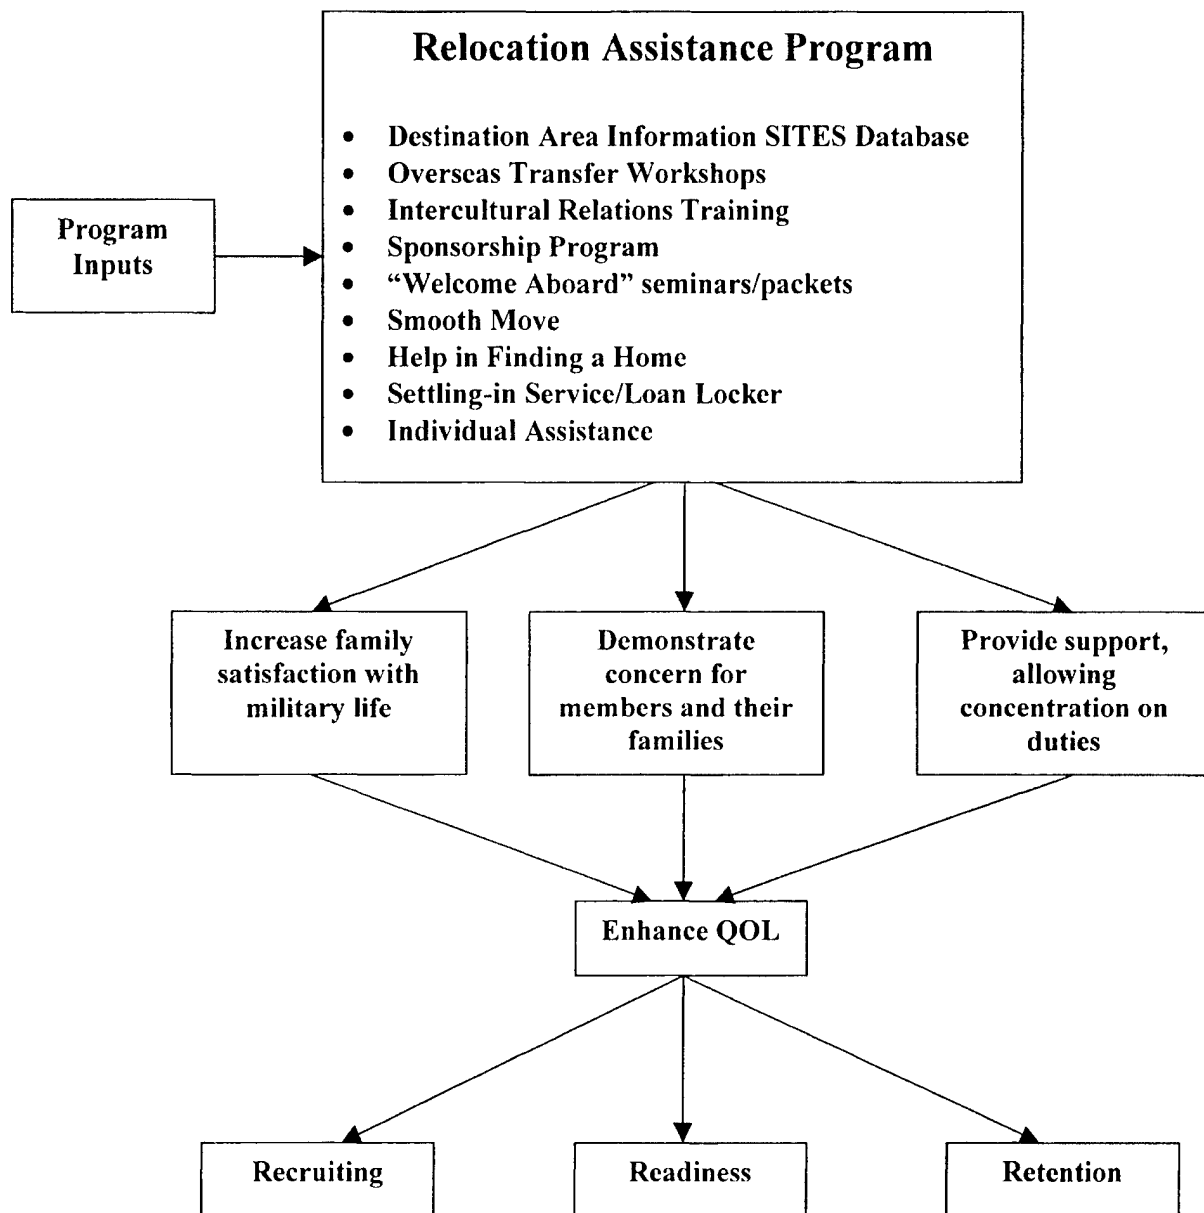 Relocation Assistance Program
• Destination Area Information SITES Database
• Overseas Transfer Workshops
• Intercultural Relations Training
• Sponsorship Program
• “Welcome Aboard” seminars/packets
• Smooth Move
• Help in Finding a Home
• Settling-in Service/Loan Locker
• Individual Assistance
Program
Inputs
Increase family
satisfaction with
military life
Demonstrate
concern for
members and their
families
Provide support,
allowing
concentration on
duties
Enhance QOL
Recruiting
Readiness
Retention